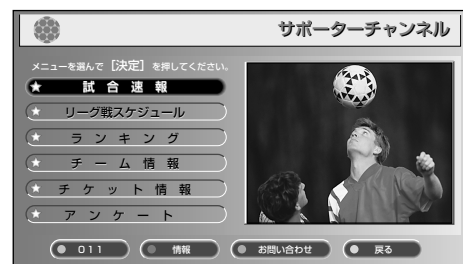 サポーターチャンネル
メニューを選んで［決定］を押してください。
★ 試合速報
★ リーグ戦スケジュール
★ ランキング
★ チーム情報
★ チケット情報
★ アンケート
011 情報 お問い合わせ 戻る